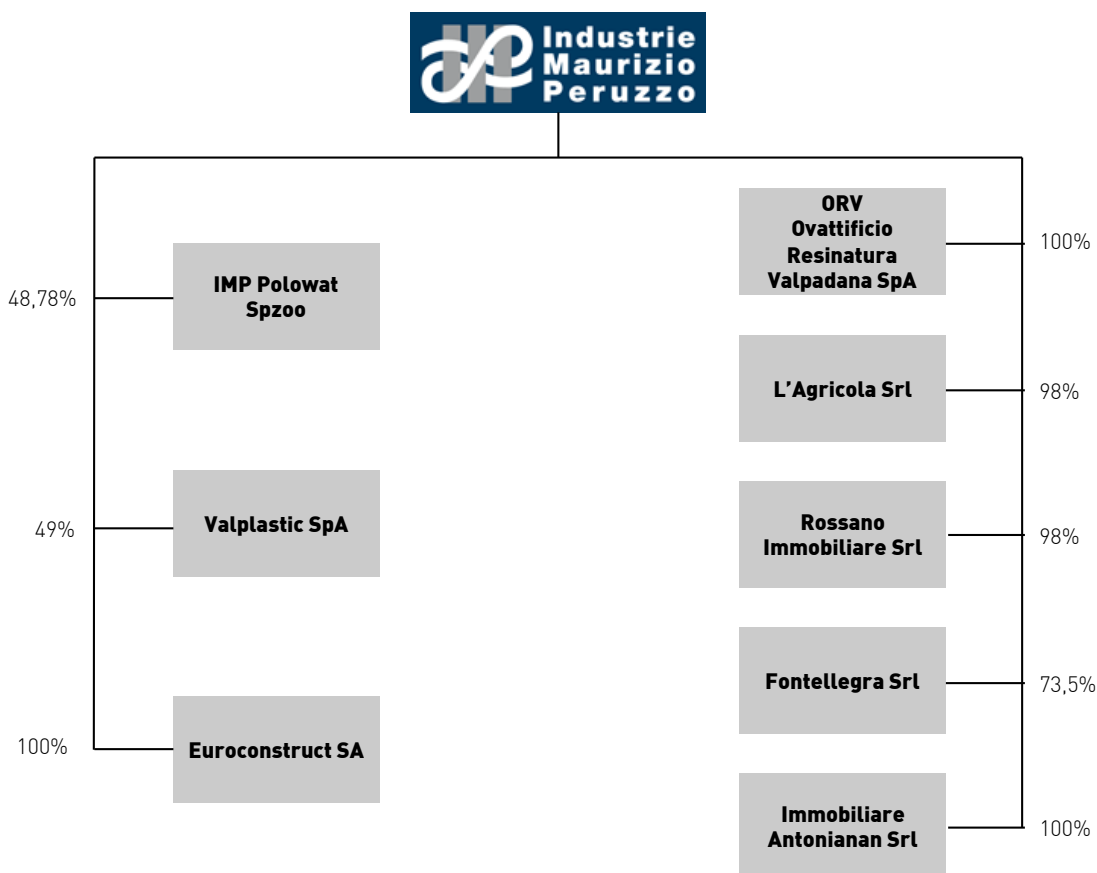 Industrie
Maurizio
Peruzzo
48,78%
IMP Polowat
Spzoo
49%
Valplastic SpA
100%
Euroconstruct SA
ORV
Ovattificio
Resinatura
Valpadana SpA
100%
L'Agricola Srl
98%
Rossano
Immobiliare Srl
98%
Fontellegra Srl
73,5%
Immobiliare
Antonianan Srl
100%